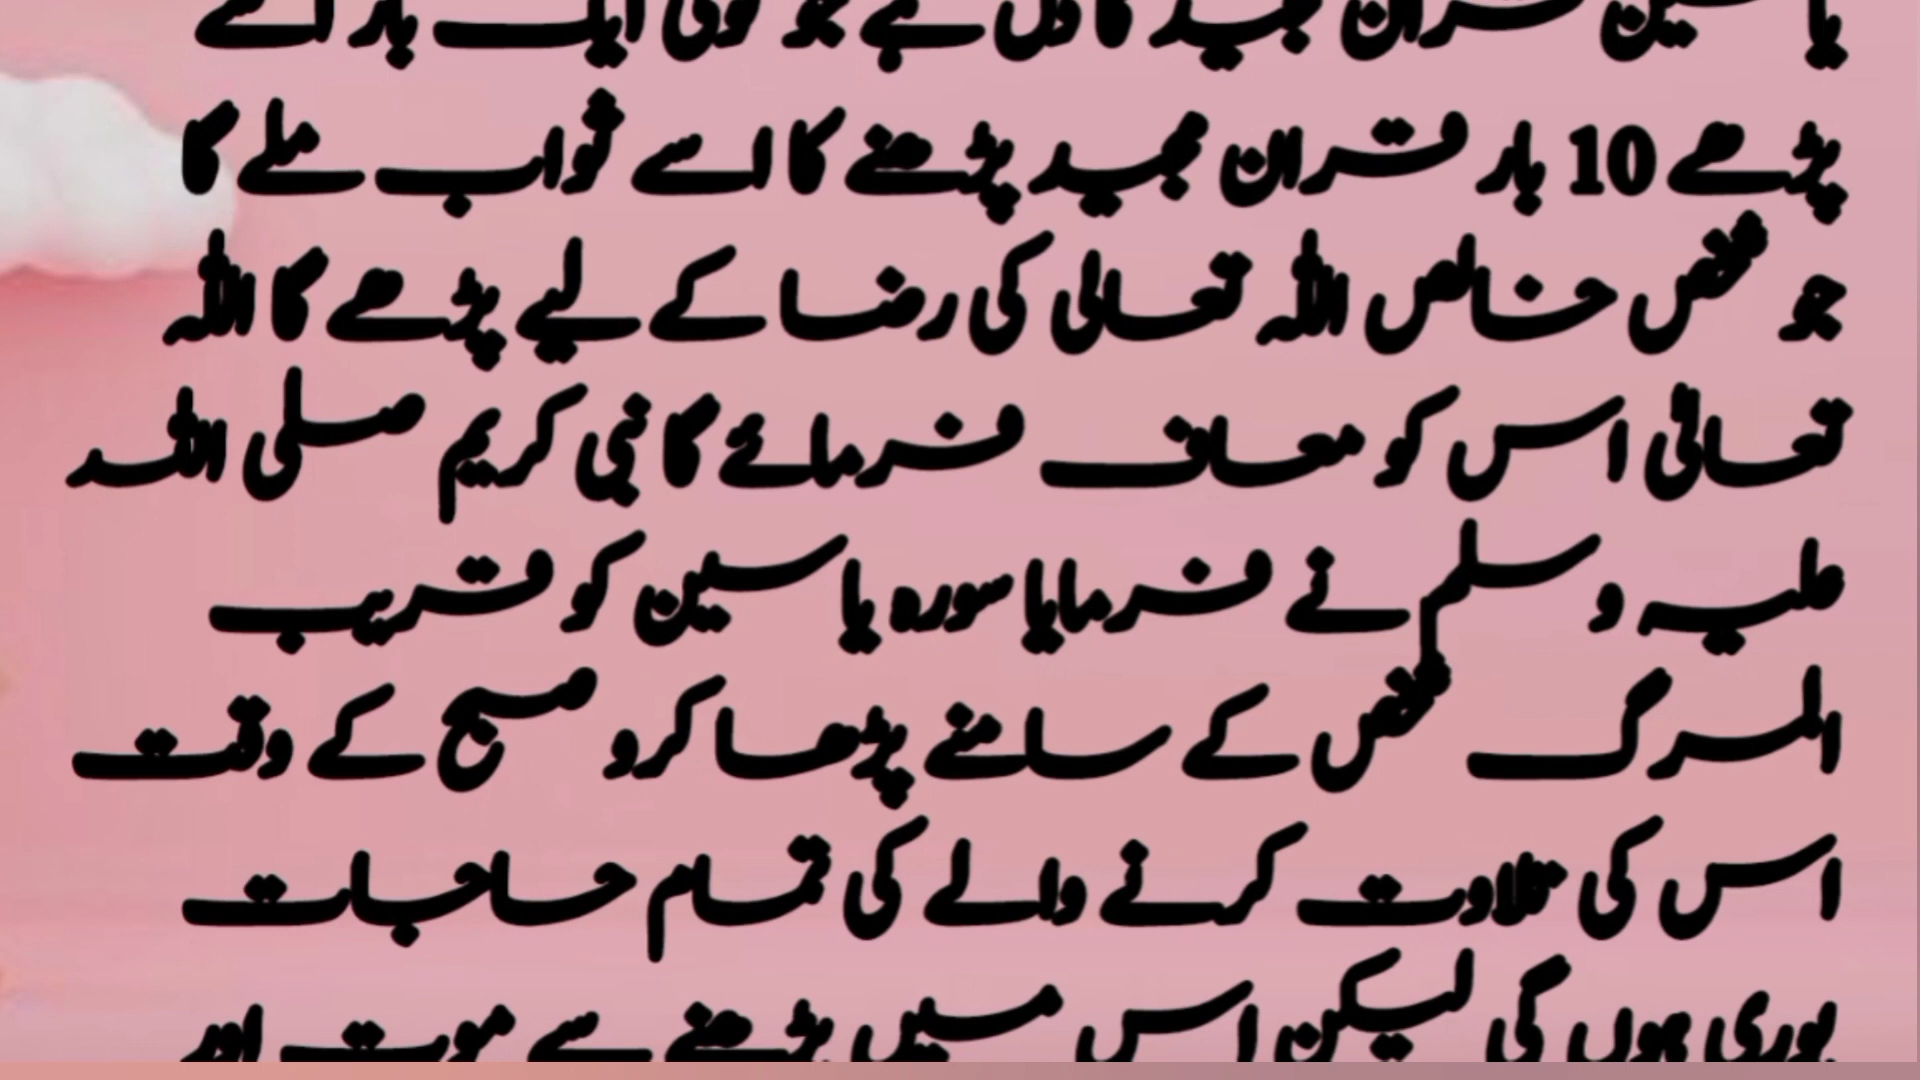 یاسین قران مجید کا دل ہے جو کوئی ایک بار اسے
پڑھے 10 بار قران مجید پڑھنے کا اسے ثواب ملے گا
جو شخص خالص اللہ تعالی کی رضا کے لیے پڑھے گا اللہ
تعالی اس کو معاف فرمائے گا نبی کریم صلی اللہ
علیہ وسلم نے فرمایا سورہ یاسین کو قریب
المرگ شخص کے سامنے پڑھا کرو صبح کے وقت
اس کی تلاوت کرنے والے کی تمام حاجات
پوری ہوں گی لیکن اس میں پڑھنے سے موت اور